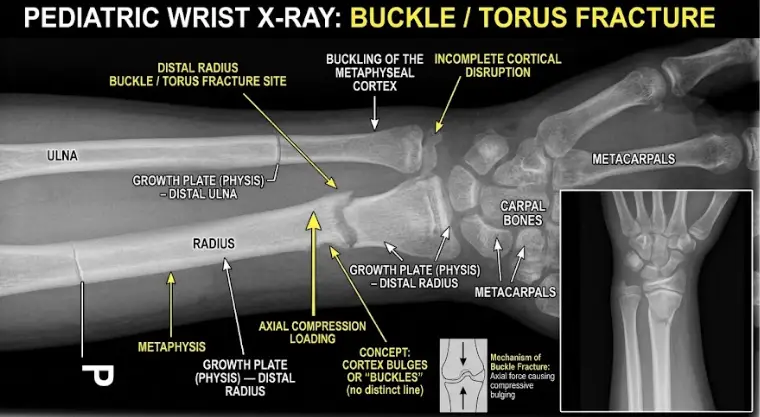 PEDIATRIC WRIST X-RAY: BUCKLE / TORUS FRACTURE
DISTAL RADIUS
BUCKLE / TORUS FRACTURE SITE
BUCKLING OF THE
METAPHYSEAL
CORTEX
INCOMPLETE CORTICAL
DISRUPTION
ULNA
GROWTH PLATE (PHYSIS)
– DISTAL ULNA
METACARPALS
CARPAL
BONES
RADIUS
GROWTH PLATE (PHYSIS)
– DISTAL RADIUS
METACARPALS
AXIAL COMPRESSION
LOADING
METAPHYSIS
GROWTH PLATE
(PHYSIS) — DISTAL
RADIUS
CONCEPT:
CORTEX BULGES
OR “BUCKLES”
(no distinct line)
Mechanism of
Buckle Fracture:
Axial force causing
compressive
bulging
P